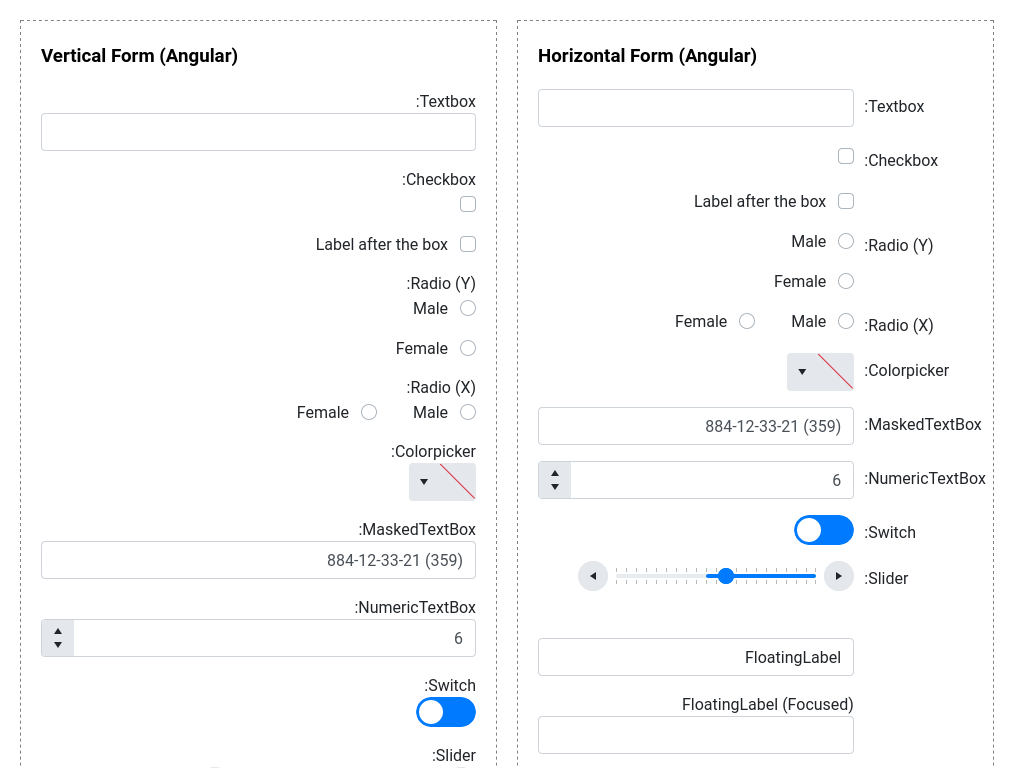 Vertical Form (Angular)
:Textbox
:Checkbox
Label after the box
:Radio (Y)
Male
Female
:Radio (X)
Female Male
:Colorpicker
:MaskedTextBox
884-12-33-21 (359)
:NumericTextBox
6
:Switch
:Slider
Horizontal Form (Angular)
:Textbox
:Checkbox
Label after the box
Male :Radio (Y)
Female
Female Male :Radio (X)
:Colorpicker
884-12-33-21 (359) :MaskedTextBox
6 :NumericTextBox
:Switch
:Slider
FloatingLabel
FloatingLabel (Focused)